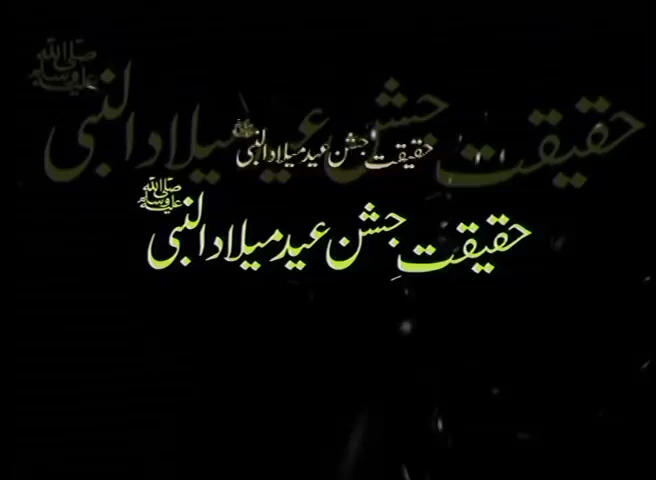 حقیقت جشن عید میلاد النبی ﷺ
حقیقت جشن عید میلاد النبی ﷺ
حقیقتِ جشن عید میلاد النبی ﷺ